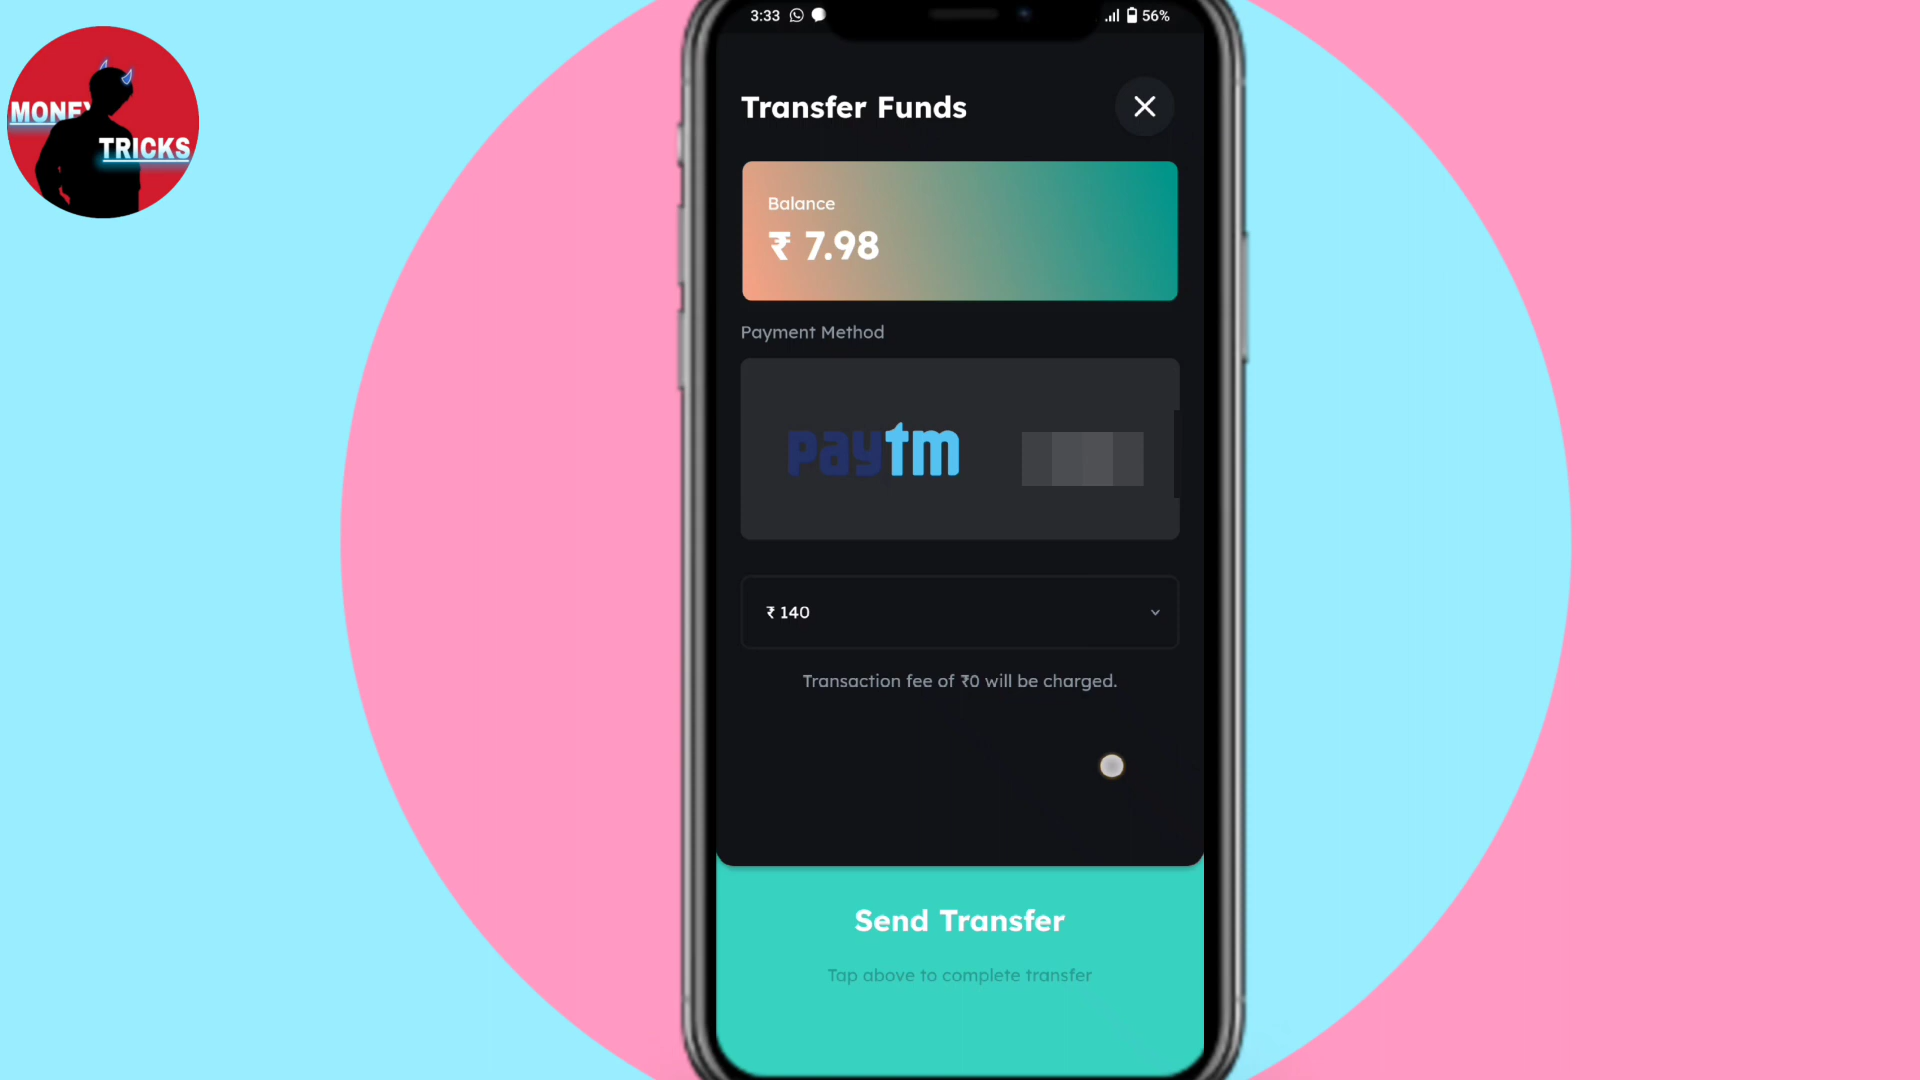 MONEY
TRICKS
3:33
56%
Transfer Funds
Balance
₹ 7.98
Payment Method
paytm
₹ 140
Transaction fee of ₹0 will be charged.
Send Transfer
Tap above to complete transfer